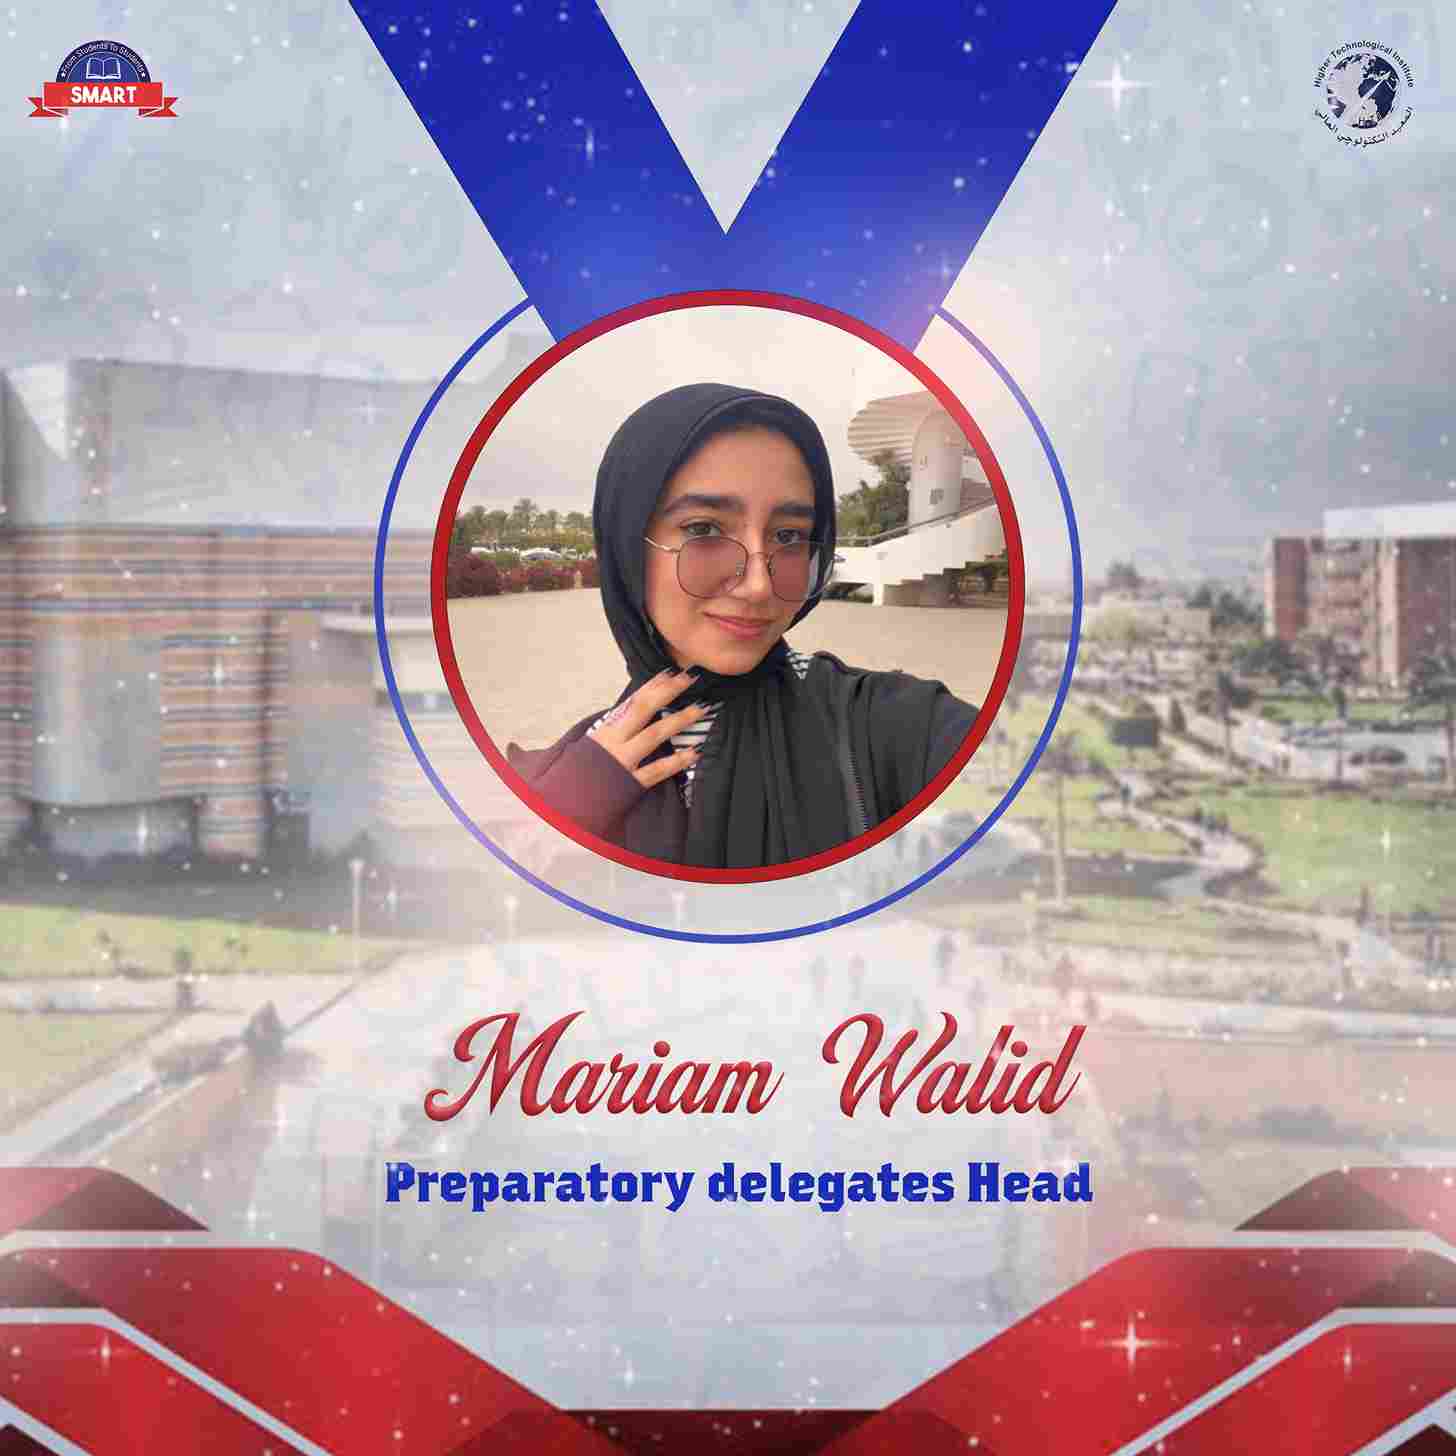 From Students To Students
SMART
Higher Technological Institute
المعهد التكنولوجي العالي
Mariam Walid
Preparatory delegates Head